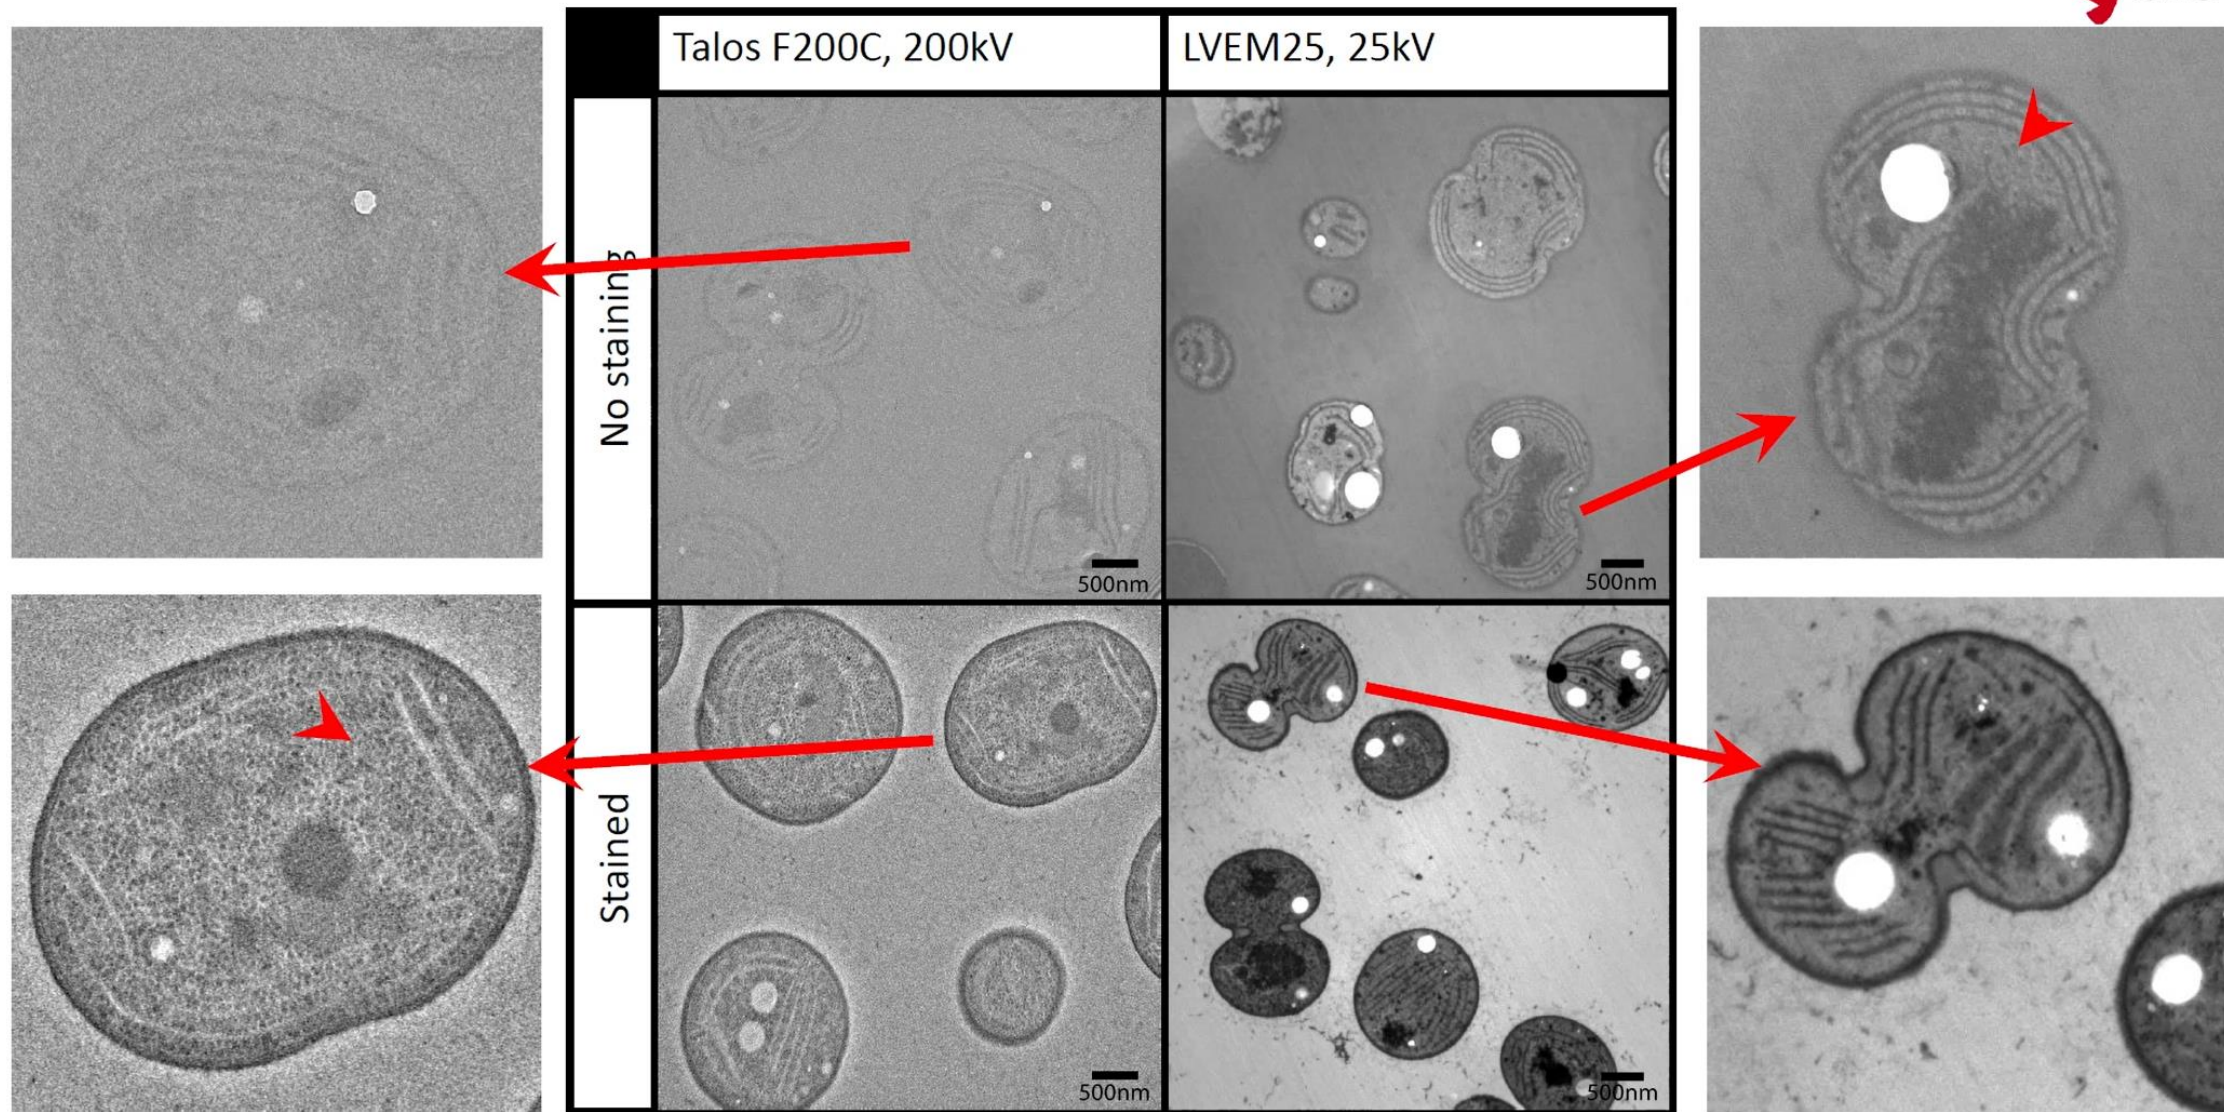 Talos F200C, 200kV
LVEM25, 25kV
No staining
500nm
500nm
Stained
500nm
500nm